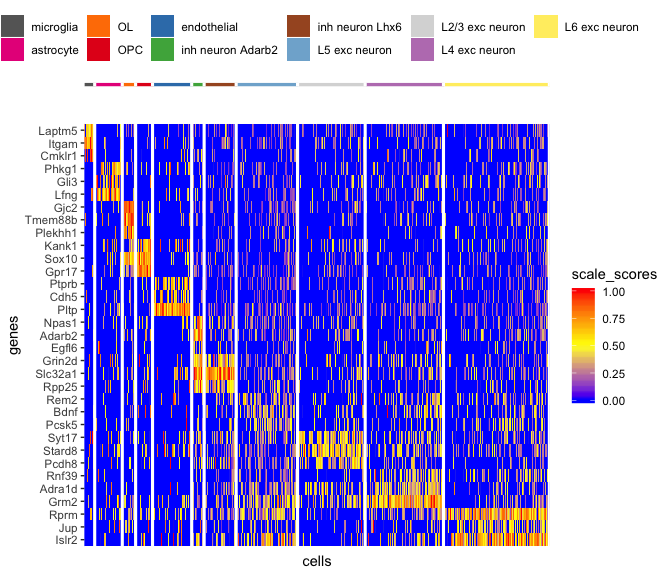 microglia OL endothelial inh neuron Lhx6 L2/3 exc neuron L6 exc neuron
astrocyte OPC inh neuron Adarb2 L5 exc neuron L4 exc neuron
Laptm5
Itgam
Cmklr1
Phkg1
Gli3
Lfng
Gjc2
Tmem88b
Plekhh1
Kank1
Sox10
Gpr17
Ptprb
Cdh5
Pltp
Npas1
Adarb2
Egfl6
Grin2d
Slc32a1
Rpp25
Rem2
Bdnf
Pcsk5
Syt17
Stard8
Pcdh8
Rnf39
Adra1d
Grm2
Rprm
Jup
Islr2
genes
cells
scale_scores
1.00
0.75
0.50
0.25
0.00